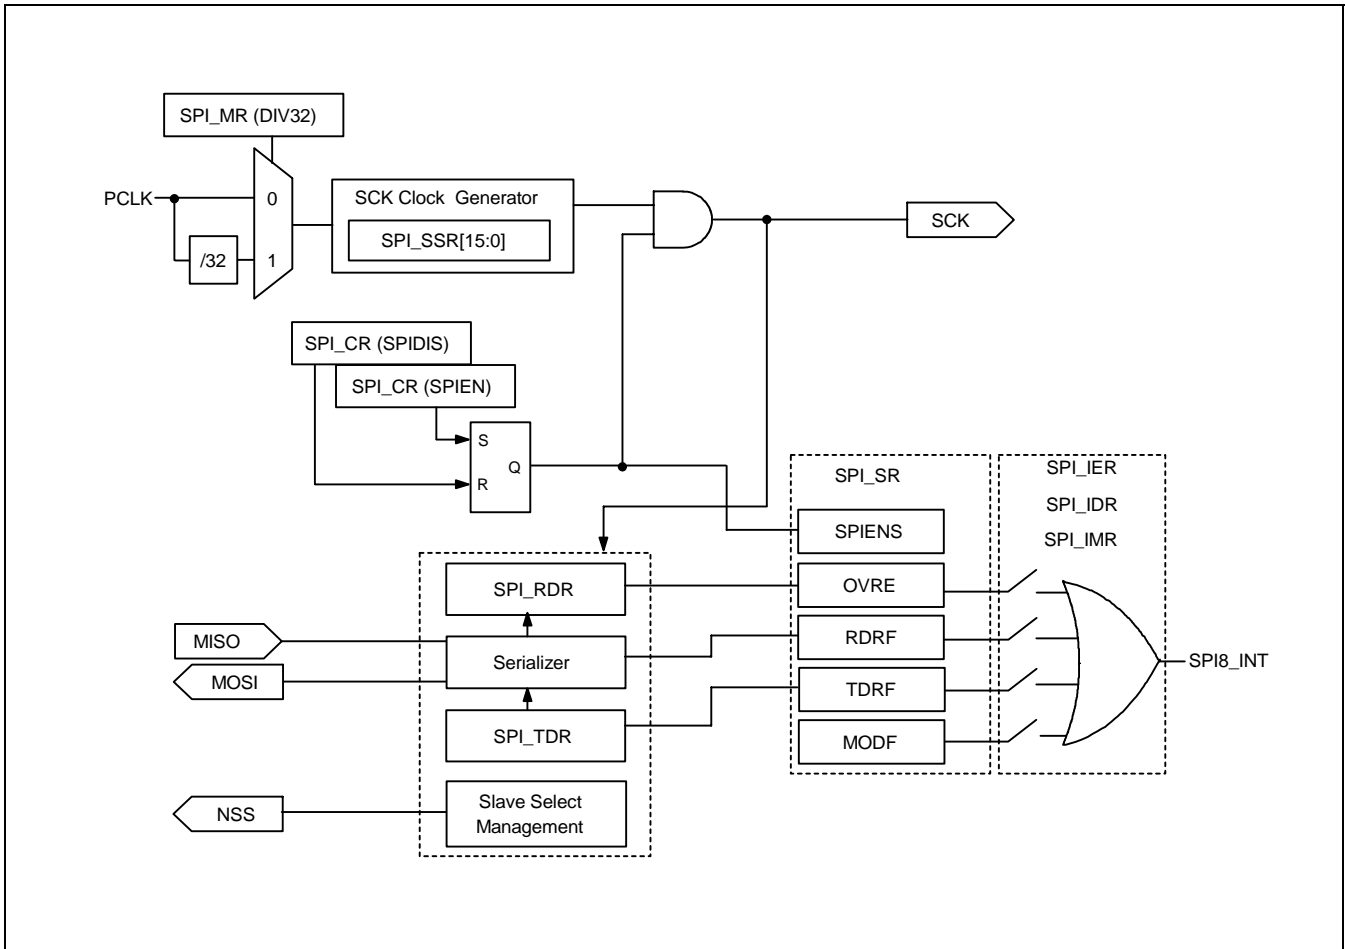 SPI_MR (DIV32)
PCLK
0
SCK Clock Generator
SCK
SPI_SSR[15:0]
/32
1
SPI_CR (SPIDIS)
SPI_CR (SPIEN)
S
Q
R
SPI_SR
SPI_IER
SPI_IDR
SPIENS
SPI_IMR
SPI_RDR
OVRE
MISO
RDRF
Serializer
SPI8_INT
MOSI
TDRF
SPI_TDR
MODF
NSS
Slave Select
Management